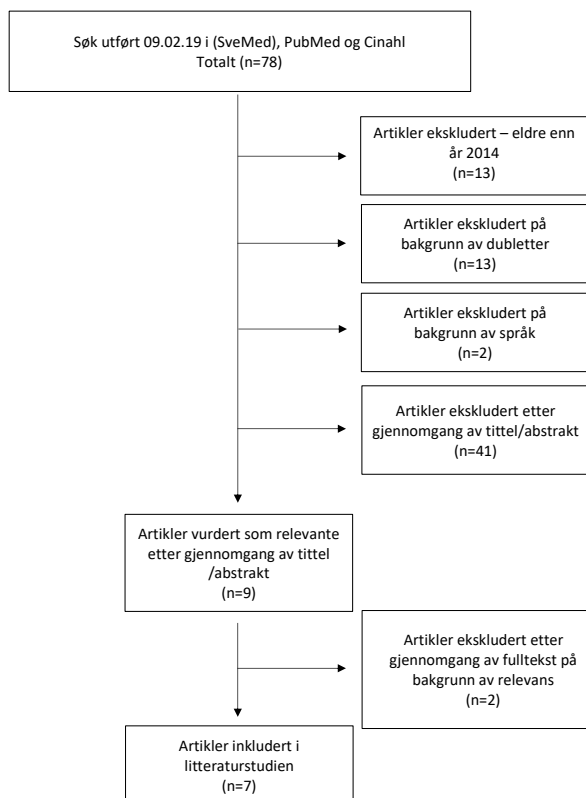 Søk utført 09.02.19 i (SveMed), PubMed og Cinahl
Totalt (n=78)
Artikler ekskludert – eldre enn
år 2014
(n=13)
Artikler ekskludert på
bakgrunn av dubletter
(n=13)
Artikler ekskludert på
bakgrunn av språk
(n=2)
Artikler ekskludert etter
gjennomgang av tittel/abstrakt
(n=41)
Artikler vurdert som relevante
etter gjennomgang av tittel
/abstrakt
(n=9)
Artikler ekskludert etter
gjennomgang av fulltekst på
bakgrunn av relevans
(n=2)
Artikler inkludert i
litteraturstudien
(n=7)